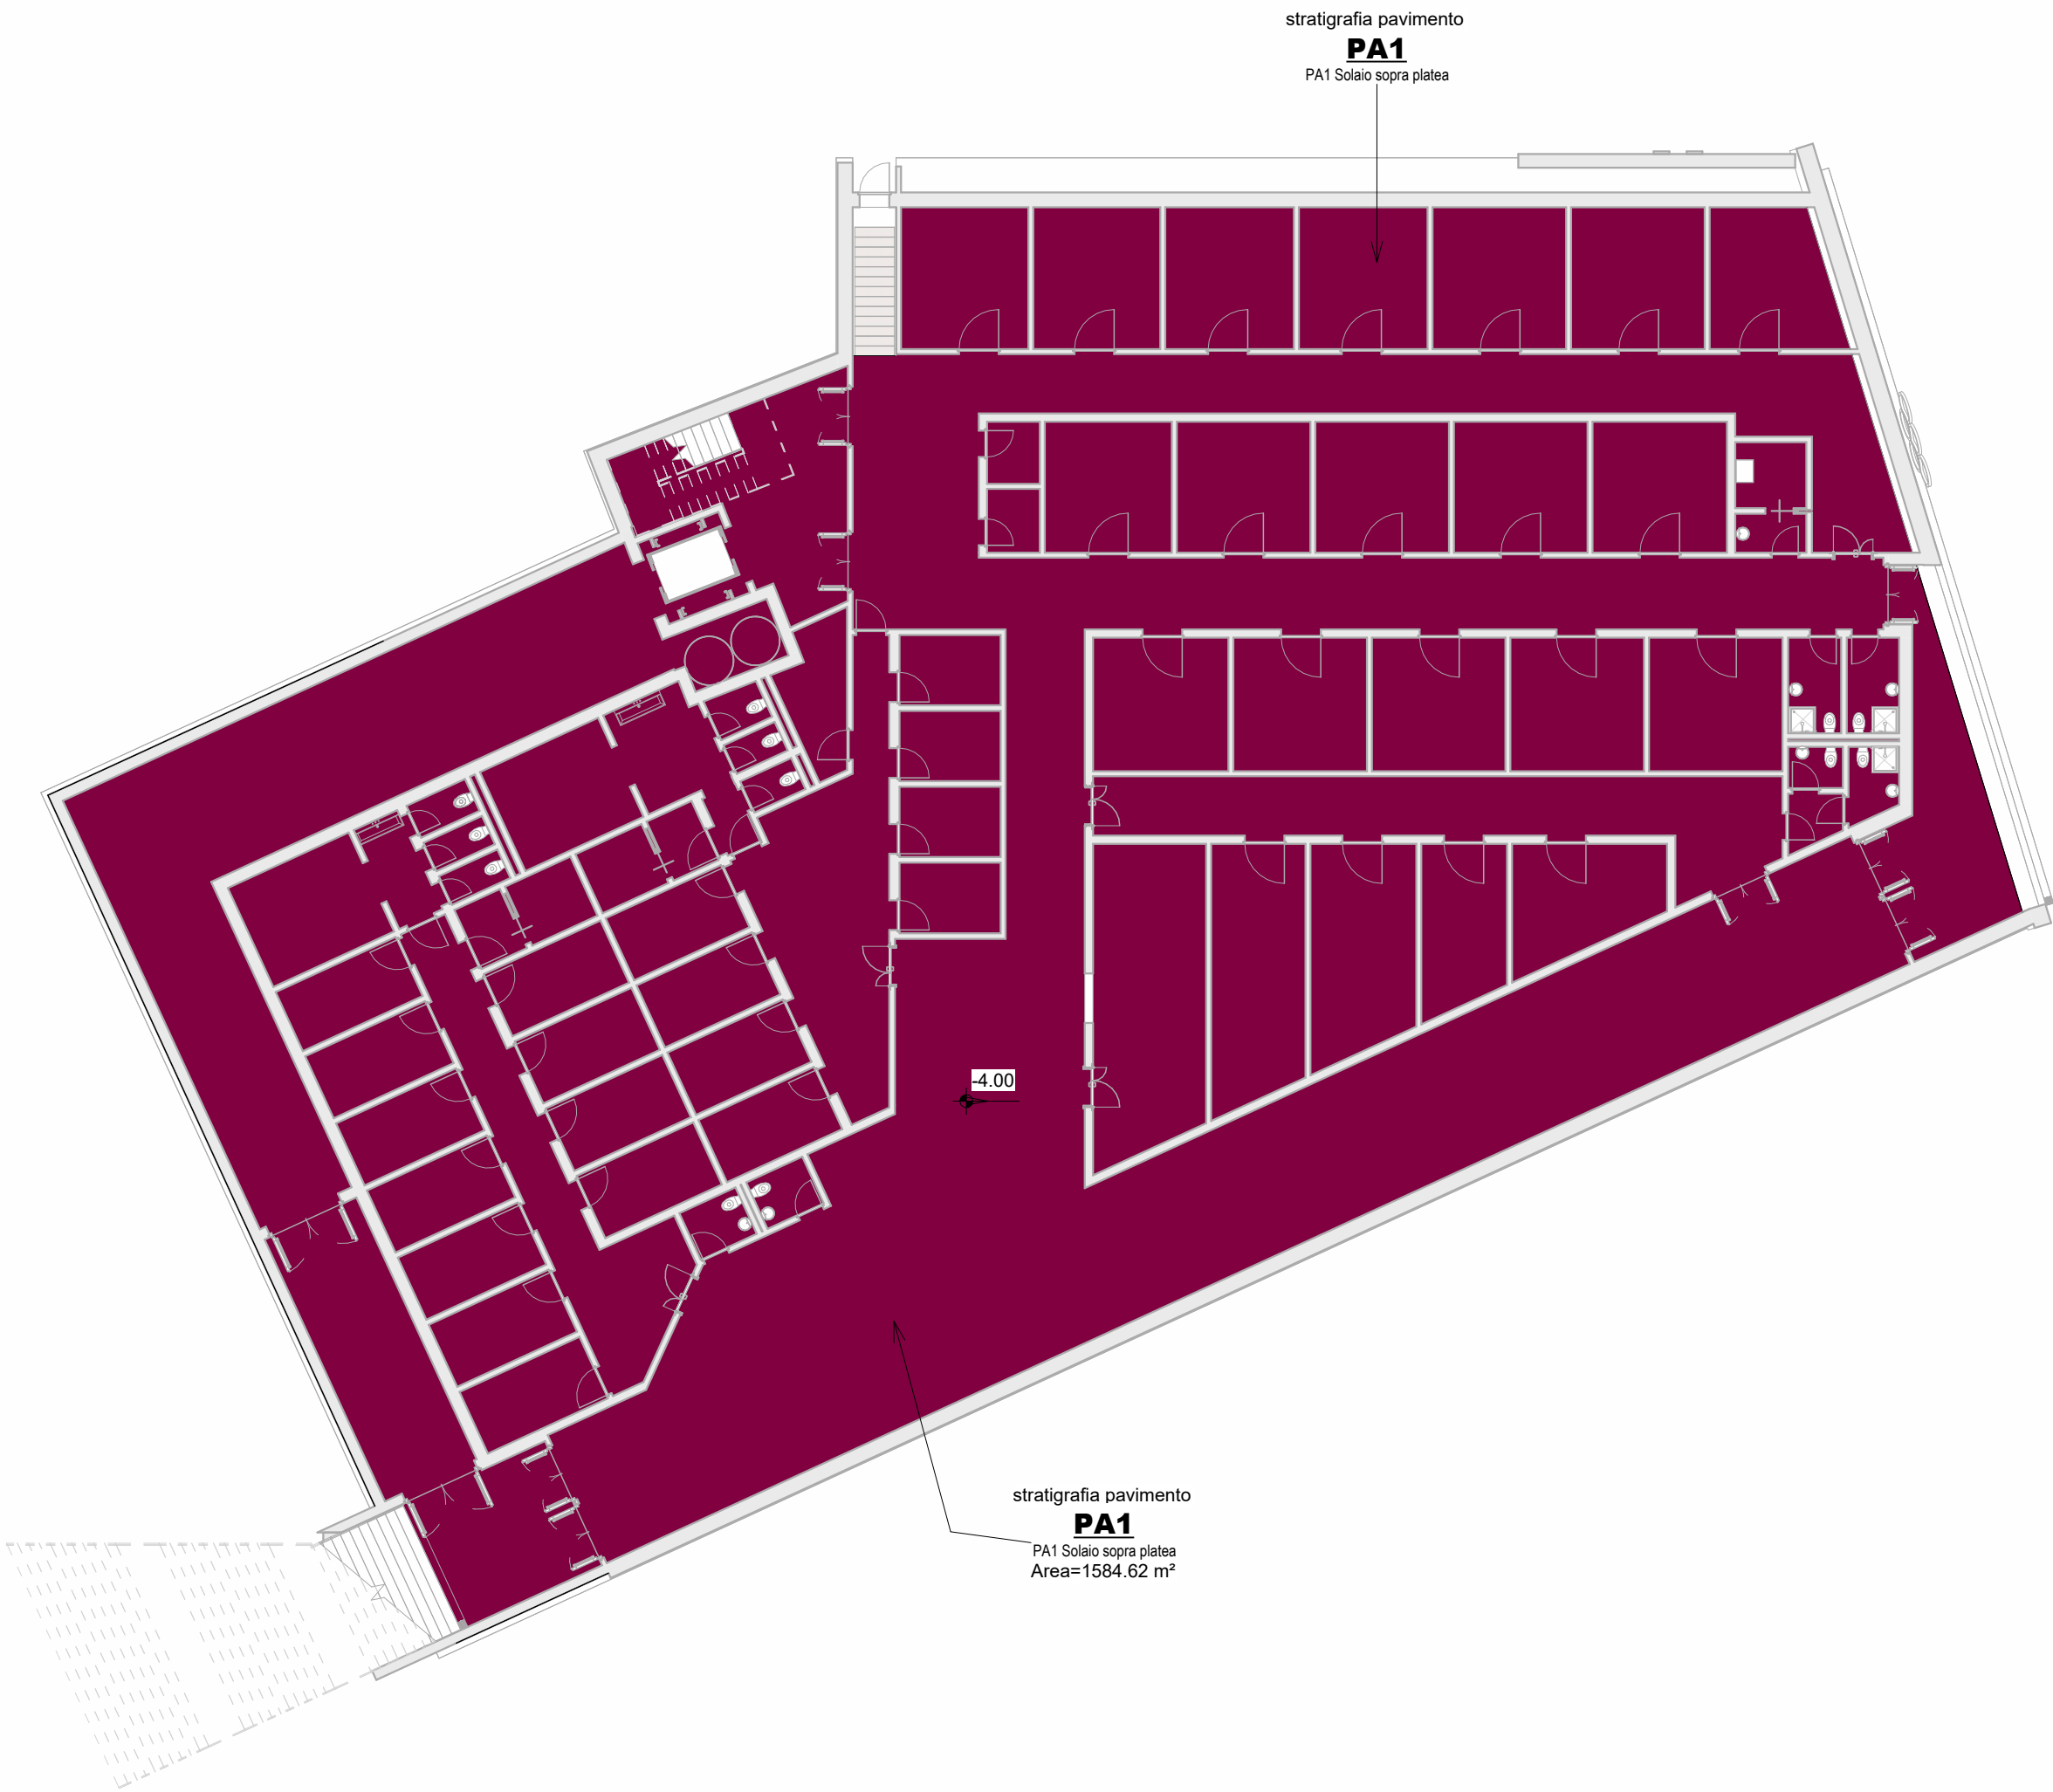 stratigrafia pavimento
PA1
PA1 Solaio sopra platea
-4.00
stratigrafia pavimento
PA1
PA1 Solaio sopra platea
Area=1584.62 m²